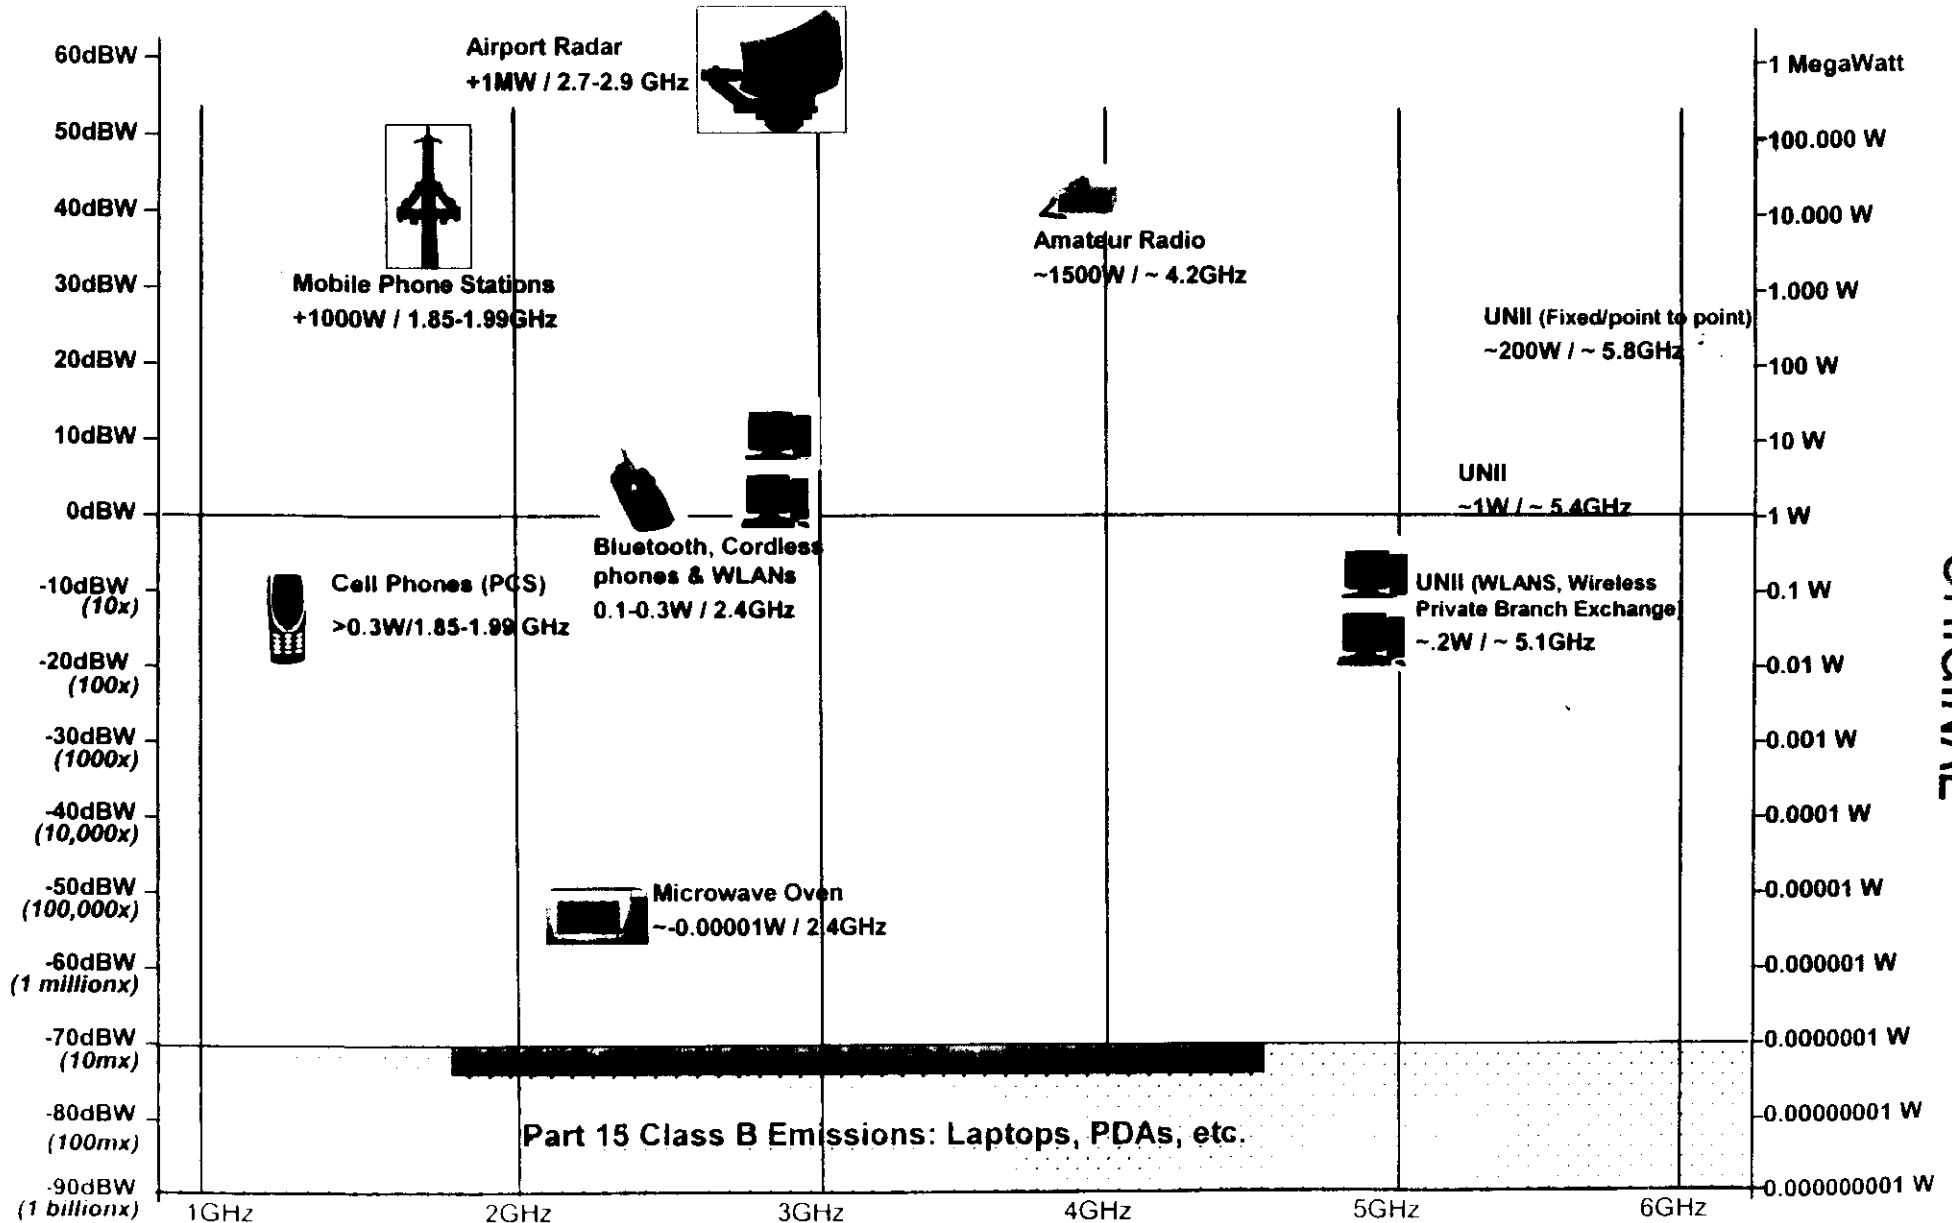 Airport Radar
+1MW / 2.7-2.9 GHz
60dBW
50dBW
40dBW
30dBW
20dBW
10dBW
0dBW
-10dBW
(10x)
-20dBW
(100x)
-30dBW
(1000x)
-40dBW
(10,000x)
-50dBW
(100,000x)
-60dBW
(1 millionx)
-70dBW
(10mx)
-80dBW
(100mx)
-90dBW
(1 billionx)
Mobile Phone Stations
+1000W / 1.85-1.99GHz
Amateur Radio
~1500W / ~ 4.2GHz
UNII (Fixed/point to point)
~200W / ~ 5.8GHz
UNII
~1W / ~ 5.4GHz
Bluetooth, Cordless
phones & WLANs
0.1-0.3W / 2.4GHz
Cell Phones (PCS)
>0.3W/1.85-1.99 GHz
UNII (WLANS, Wireless
Private Branch Exchange)
~.2W / ~ 5.1GHz
Microwave Oven
~-0.00001W / 2.4GHz
Part 15 Class B Emissions: Laptops, PDAs, etc.
1 MegaWatt
100.000 W
10.000 W
1.000 W
100 W
10 W
1 W
0.1 W
0.01 W
0.001 W
0.0001 W
0.00001 W
0.000001 W
0.0000001 W
0.00000001 W
0.000000001 W
1GHz
2GHz
3GHz
4GHz
5GHz
6GHz